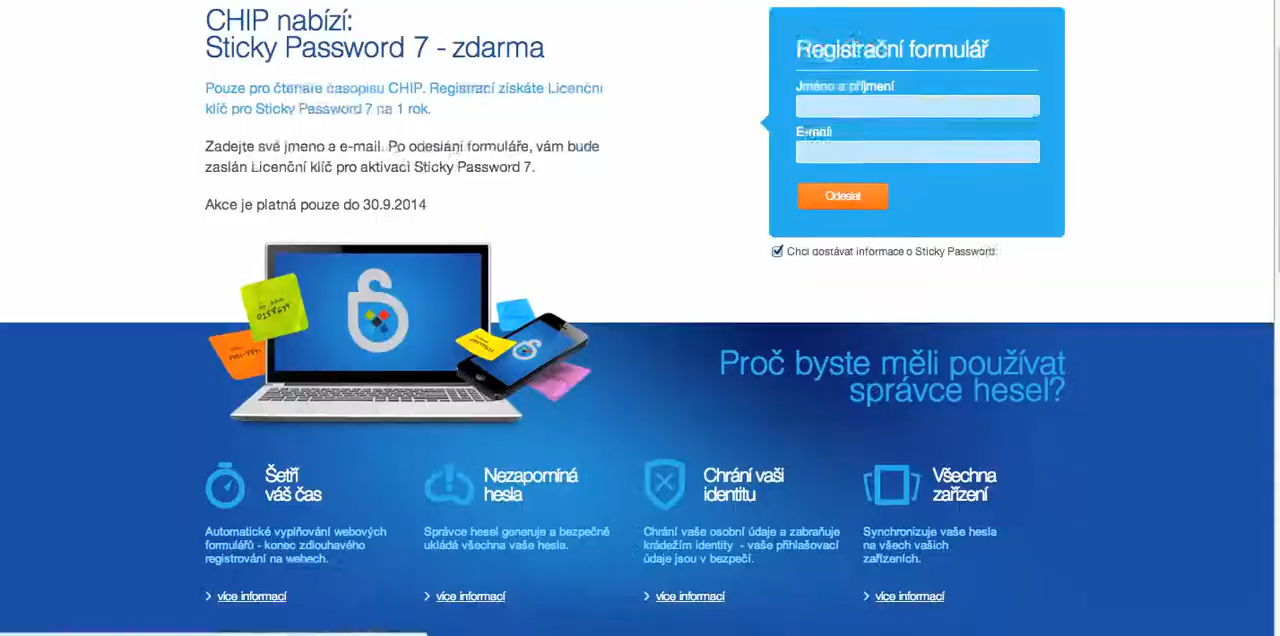 CHIP nabízí:
Sticky Password 7 - zdarma
Pouze pro čtenáře časopisu CHIP. Registrací získáte Licenční
klíč pro Sticky Password 7 na 1 rok.
Zadejte své jmeno a e-mail. Po odeslání formuláře, vám bude
zaslán Licenční klíč pro aktivaci Sticky Password 7.
Akce je platná pouze do 30.9.2014
Registrační formulář
Jméno a příjmení
E-mail
Odeslat
Chci dostávat informace o Sticky Password.
Proč byste měli používat
správce hesel?
Šetří
váš čas
Automatické vyplňování webových
formulářů - konec zdlouhavého
registrování na webech.
více informací
Nezapomíná
hesla
Správce hesel generuje a bezpečně
ukládá všechna vaše hesla.
více informací
Chrání vaši
identitu
Chrání vaše osobní údaje a zabraňuje
krádežím identity - vaše přihlašovací
údaje jsou v bezpečí.
více informací
Všechna
zařízení
Synchronizuje vaše hesla
na všech vašich
zařízeních.
více informací